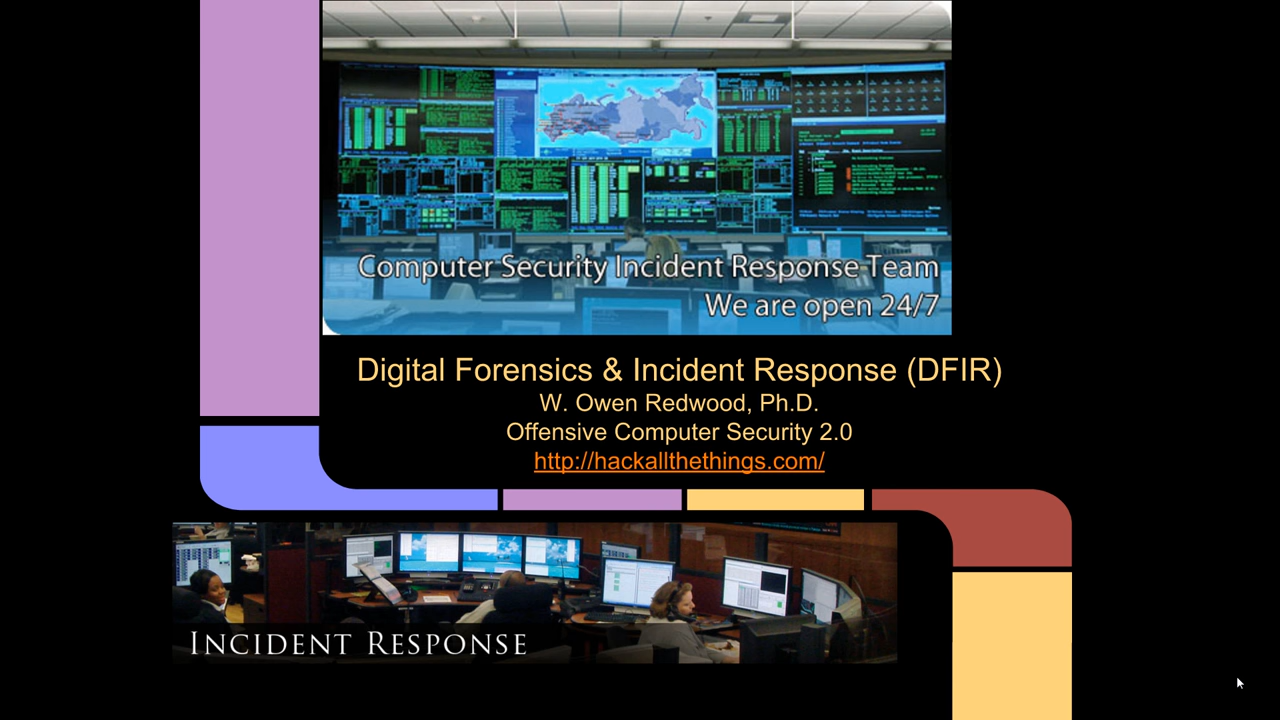 Computer Security Incident Response Team
We are open 24/7
Digital Forensics & Incident Response (DFIR)
W. Owen Redwood, Ph.D.
Offensive Computer Security 2.0
http://hackallthethings.com/
INCIDENT RESPONSE